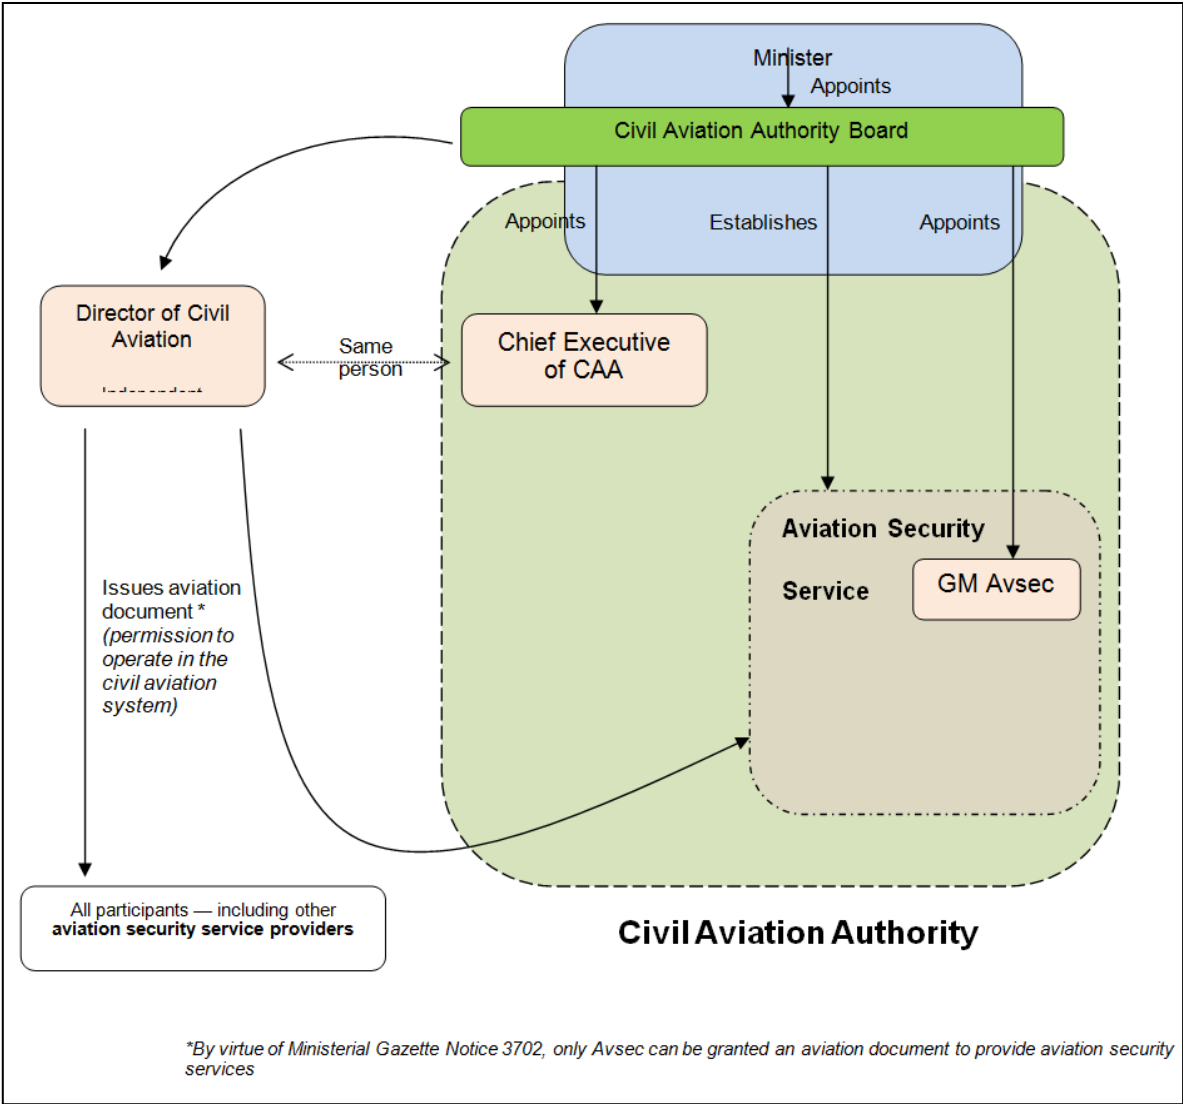 Minister
Appoints
Civil Aviation Authority Board
Appoints
Establishes
Appoints
Director of Civil
Aviation
Same
person
Chief Executive
of CAA
Aviation Security
Service
GM Avsec
Issues aviation
document *
(permission to
operate in the
civil aviation
system)
All participants — including other
aviation security service providers
Civil Aviation Authority
*By virtue of Ministerial Gazette Notice 3702, only Avsec can be granted an aviation document to provide aviation security
services